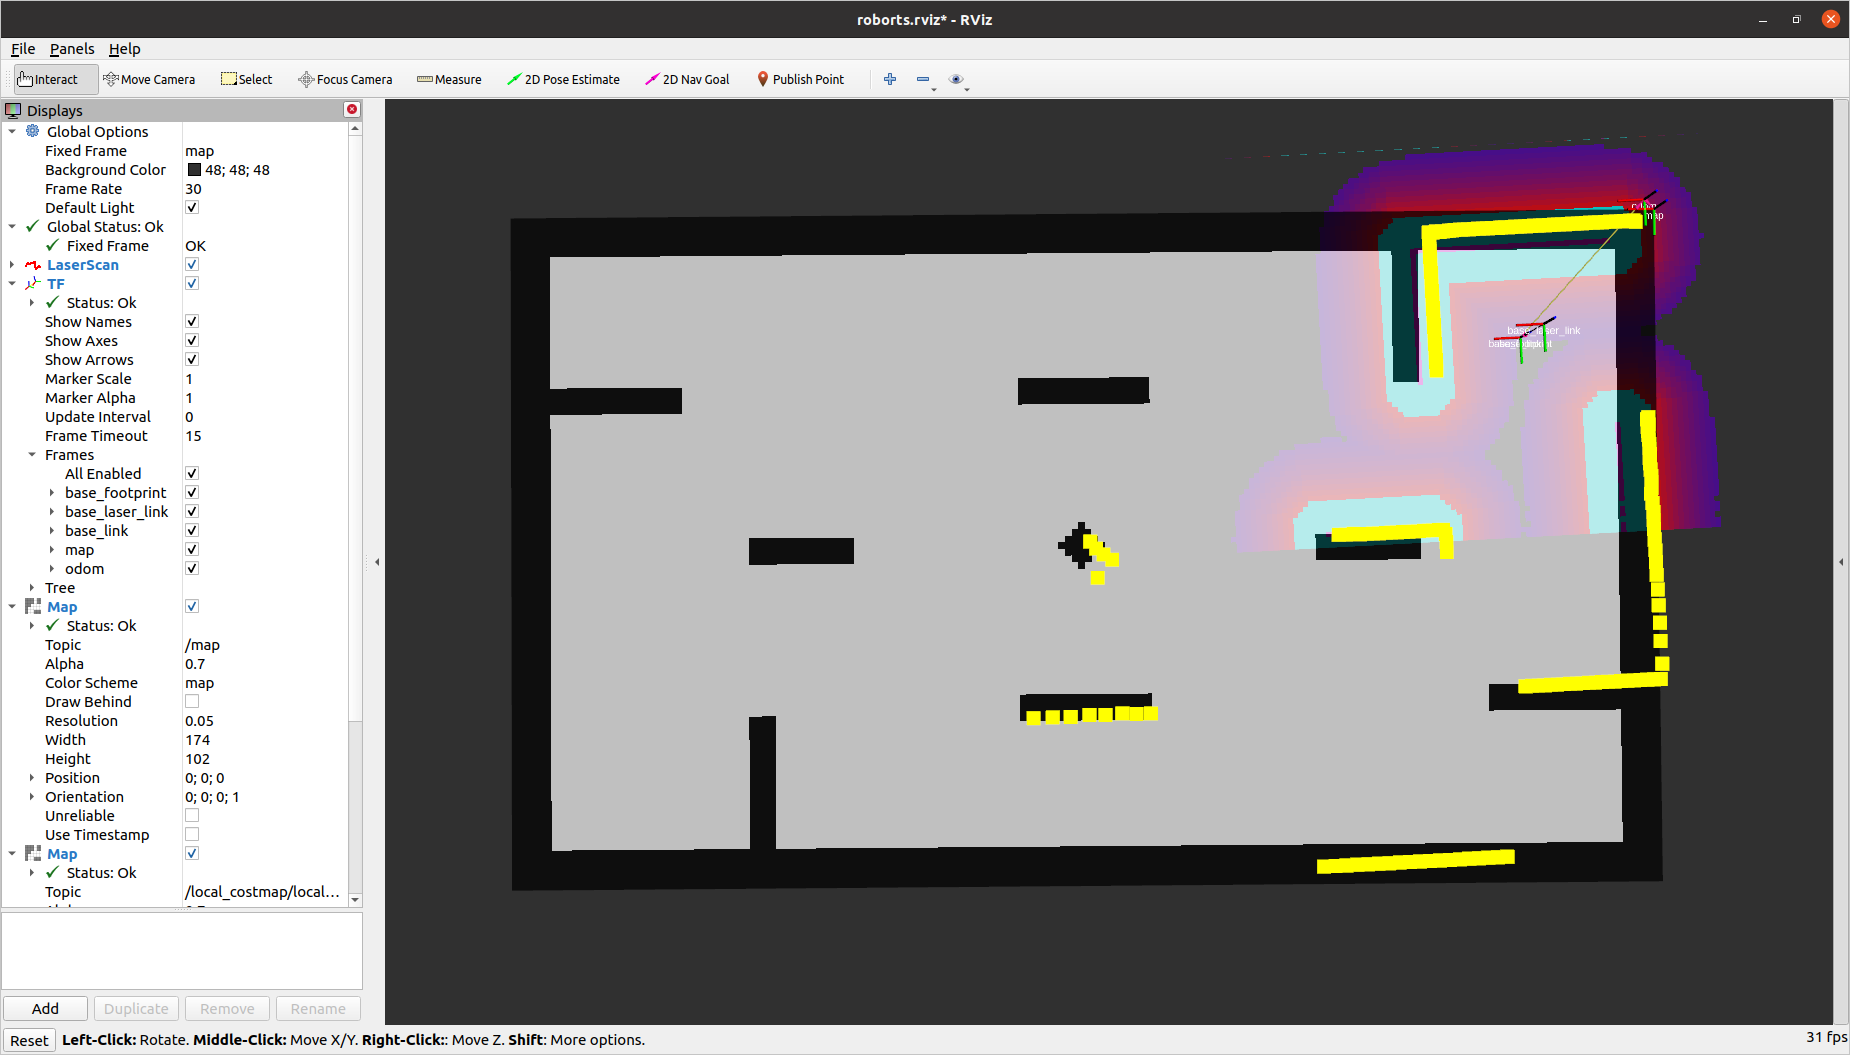 roborts.rviz* - RViz
File Panels Help
Interact Move Camera Select Focus Camera Measure 2D Pose Estimate 2D Nav Goal Publish Point
Displays
Global Options
Fixed Frame map
Background Color 48; 48; 48
Frame Rate 30
Default Light
Global Status: Ok
Fixed Frame OK
LaserScan
TF
Status: Ok
Show Names
Show Axes
Show Arrows
Marker Scale 1
Marker Alpha 1
Update Interval 0
Frame Timeout 15
Frames
All Enabled
base_footprint
base_laser_link
base_link
map
odom
Tree
Map
Status: Ok
Topic /map
Alpha 0.7
Color Scheme map
Draw Behind
Resolution 0.05
Width 174
Height 102
Position 0; 0; 0
Orientation 0; 0; 0; 1
Unreliable
Use Timestamp
Map
Status: Ok
Topic /local_costmap/local...
Add Duplicate Remove Rename
Reset Left-Click: Rotate. Middle-Click: Move X/Y. Right-Click:: Move Z. Shift: More options. 31 fps
odom
map
base_laser_link